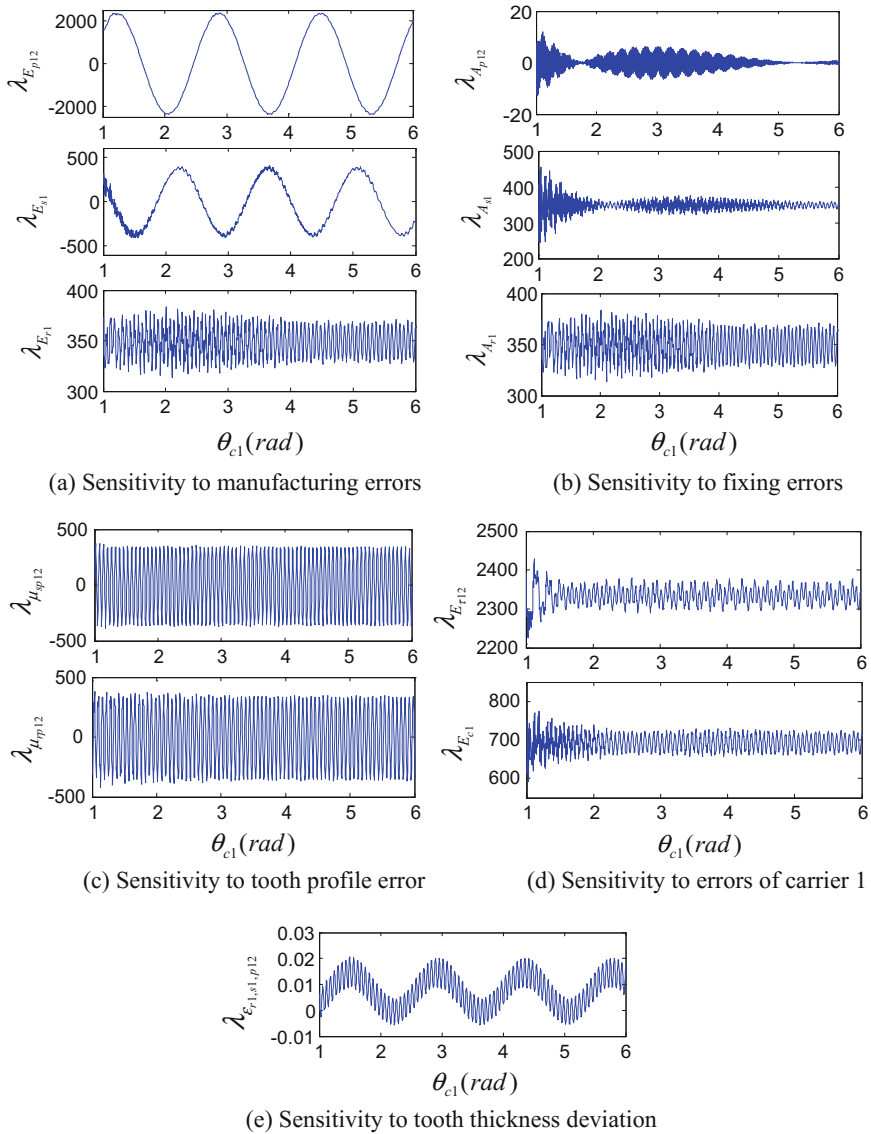 2000
0
-2000
1 2 3 4 5 6
λ_{E_{p12}}
500
0
-500
1 2 3 4 5 6
λ_{E_{s1}}
400
350
300
1 2 3 4 5 6
λ_{E_{r1}}
θ_{c1}(rad)
(a) Sensitivity to manufacturing errors
20
0
-20
1 2 3 4 5 6
λ_{A_{p12}}
500
400
300
200
1 2 3 4 5 6
λ_{A_{s1}}
400
350
300
1 2 3 4 5 6
λ_{A_{r1}}
θ_{c1}(rad)
(b) Sensitivity to fixing errors
500
0
-500
1 2 3 4 5 6
λ_{μ_{sp12}}
500
0
-500
1 2 3 4 5 6
λ_{μ_{rp12}}
θ_{c1}(rad)
(c) Sensitivity to tooth profile error
2500
2400
2300
2200
1 2 3 4 5 6
λ_{E_{τ12}}
800
700
600
1 2 3 4 5 6
λ_{E_{c1}}
θ_{c1}(rad)
(d) Sensitivity to errors of carrier 1
0.03
0.02
0.01
0
-0.01
1 2 3 4 5 6
λ_{ε_{r1,s1,p12}}
θ_{c1}(rad)
(e) Sensitivity to tooth thickness deviation